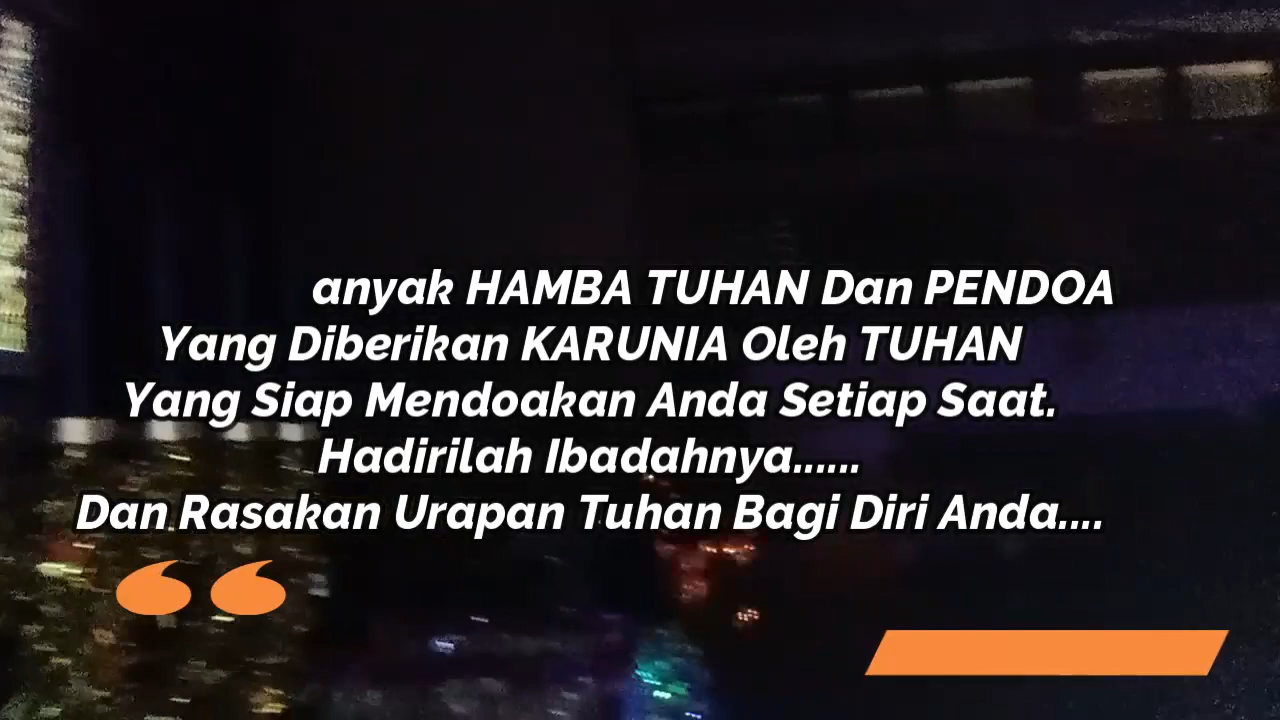 anyak HAMBA TUHAN Dan PENDOA
Yang Diberikan KARUNIA Oleh TUHAN
Yang Siap Mendoakan Anda Setiap Saat.
Hadirilah Ibadahnya......
Dan Rasakan Urapan Tuhan Bagi Diri Anda....